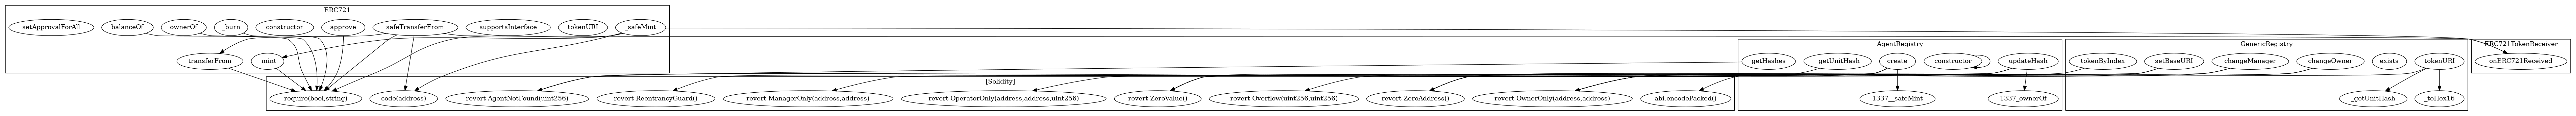 ERC721
setApprovalForAll
balanceOf
ownerOf
_burn
constructor
approve
safeTransferFrom
supportsInterface
tokenURI
_safeMint
transferFrom
_mint
AgentRegistry
getHashes
_getUnitHash
create
constructor
updateHash
1337__safeMint
1337_ownerOf
GenericRegistry
tokenByIndex
setBaseURI
changeManager
changeOwner
exists
tokenURI
_getUnitHash
_toHex16
ERC721TokenReceiver
onERC721Received
[Solidity]
require(bool,string)
code(address)
revert AgentNotFound(uint256)
revert ReentrancyGuard()
revert ManagerOnly(address,address)
revert OperatorOnly(address,address,uint256)
revert ZeroValue()
revert Overflow(uint256,uint256)
revert ZeroAddress()
revert OwnerOnly(address,address)
abi.encodePacked()